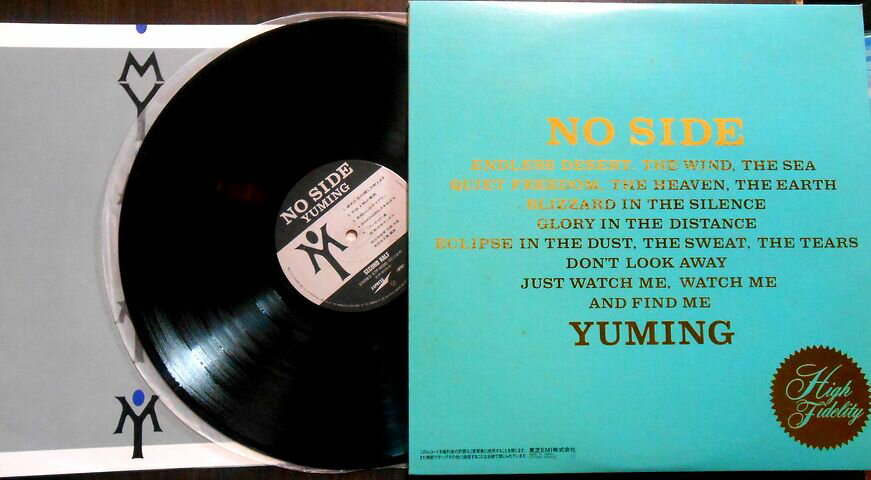 NO SIDE
YUMING
SECOND HALF
NO SIDE
ENDLESS DESERT, THE WIND, THE SEA
QUIET FREEDOM, THE HEAVEN, THE EARTH
BLIZZARD IN THE SILENCE
GLORY IN THE DISTANCE
ECLIPSE IN THE DUST, THE SWEAT, THE TEARS
DON'T LOOK AWAY
JUST WATCH ME, WATCH ME
AND FIND ME
YUMING
High
Fidelity
東芝EMI株式会社